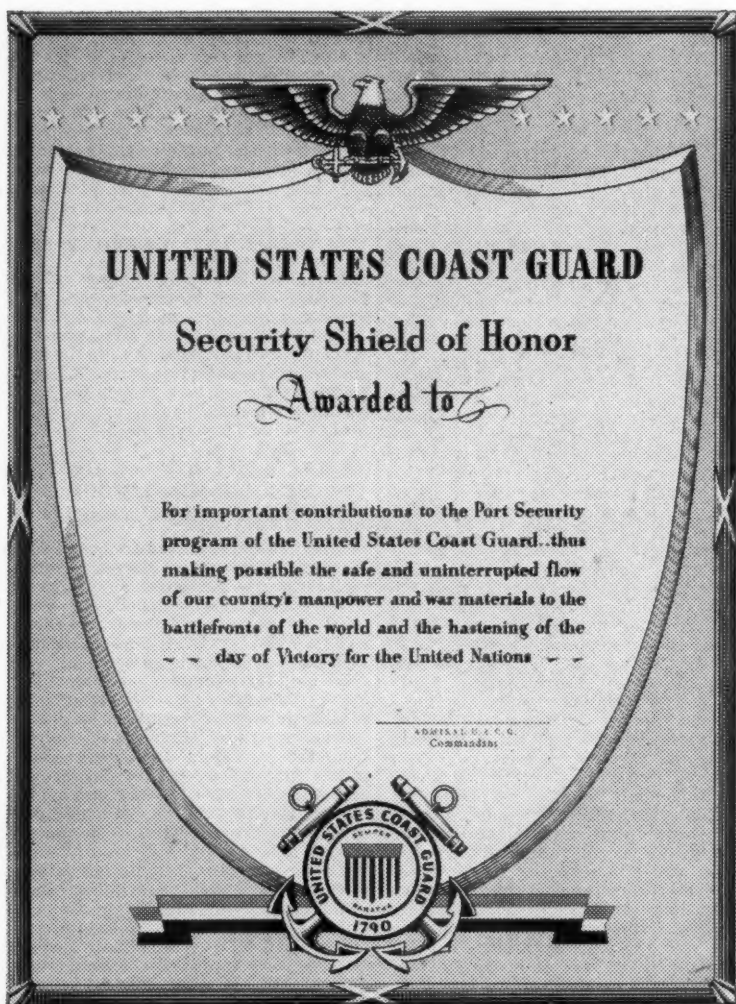 UNITED STATES COAST GUARD
Security Shield of Honor
Awarded to
For important contributions to the Port Security
program of the United States Coast Guard..thus
making possible the safe and uninterrupted flow
of our country's manpower and war materials to the
battlefronts of the world and the hastening of the
~ ~ day of Victory for the United Nations ~ ~
ADMIRAL U.S.C.G.
Commandant
UNITED STATES COAST GUARD
SEMPER
PARATUS
1790